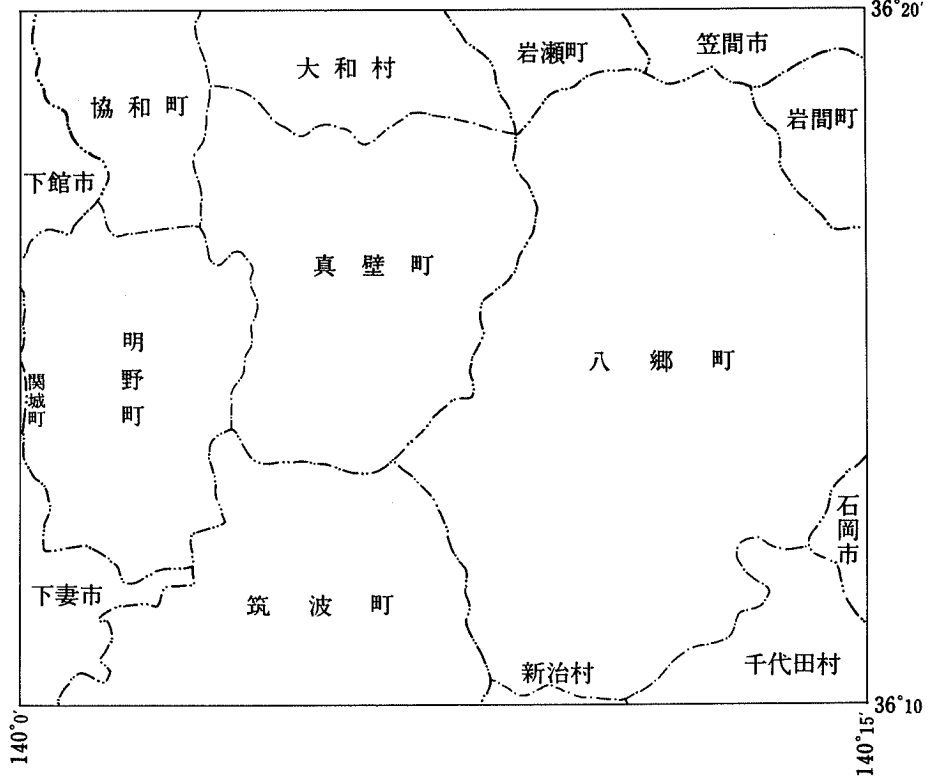 36°20′
笠間市
岩瀬町
大和村
協和町
岩間町
下館市
真壁町
明野町
八郷町
関城町
石岡市
下妻市
筑波町
新治村
千代田村
36°10
140°0′
140°15′